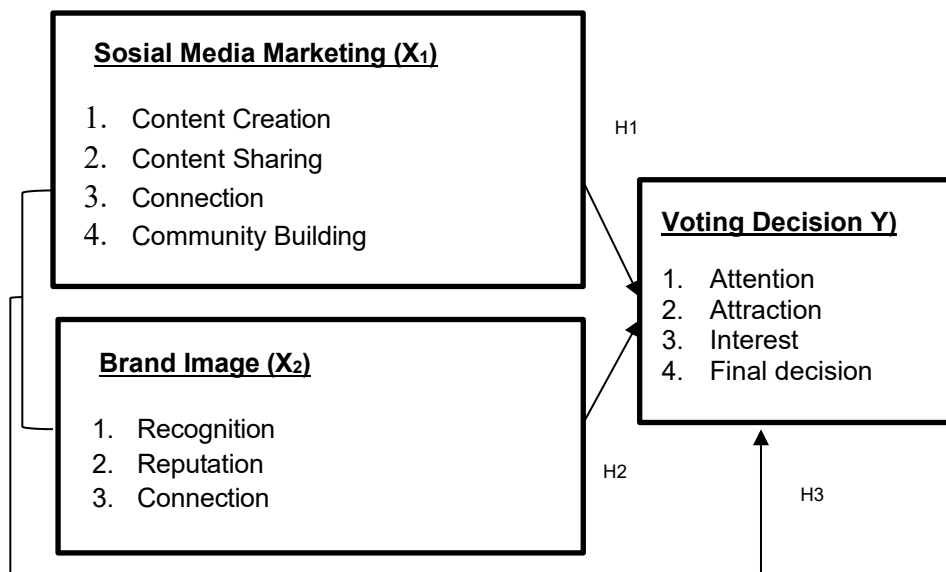 Sosial Media Marketing (X₁)
1. Content Creation
2. Content Sharing
3. Connection
4. Community Building
H1
Voting Decision Y)
1. Attention
2. Attraction
3. Interest
4. Final decision
Brand Image (X₂)
1. Recognition
2. Reputation
3. Connection
H2
H3